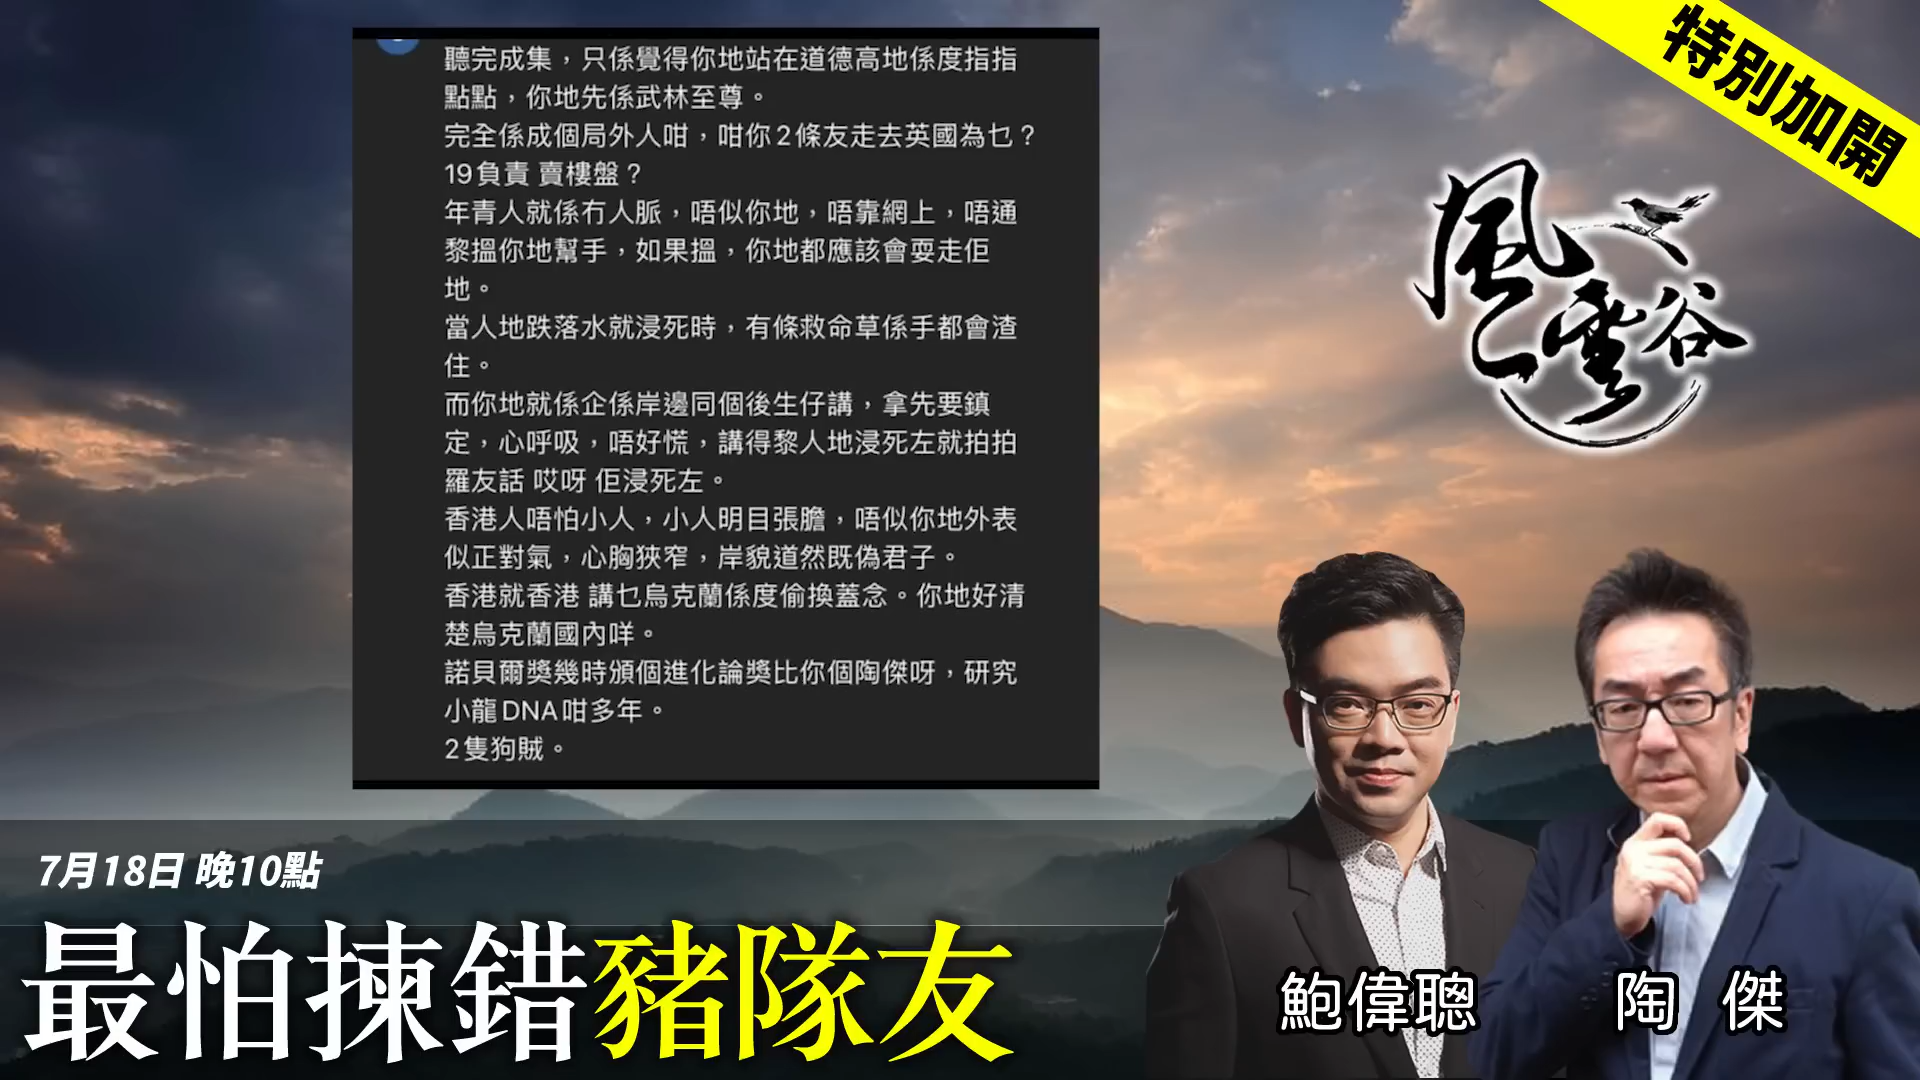 聽完成集，只係覺得你地站在道德高地係度指指
點點，你地先係武林至尊。
完全係成個局外人咁，咁你2條友走去英國為乜？
19負責 賣樓盤？
年青人就係冇人脈，唔似你地，唔靠網上，唔通
黎搵你地幫手，如果搵，你地都應該會耍走佢
地。
當人地跌落水就浸死時，有條救命草係手都會渣
住。
而你地就係企係岸邊同個後生仔講，拿先要鎮
定，心呼吸，唔好慌，講得黎人地浸死左就拍拍
羅友話 哎呀 佢浸死左。
香港人唔怕小人，小人明目張膽，唔似你地外表
似正對氣，心胸狹窄，岸貌道然既偽君子。
香港就香港 講乜烏克蘭係度偷換蓋念。你地好清
楚烏克蘭國內咩。
諾貝爾獎幾時頒個進化論獎比你個陶傑呀，研究
小龍DNA咁多年。
2隻狗賊。
特別加開
風雲谷
7月18日 晚10點
最怕揀錯豬隊友
鮑偉聰
陶 傑